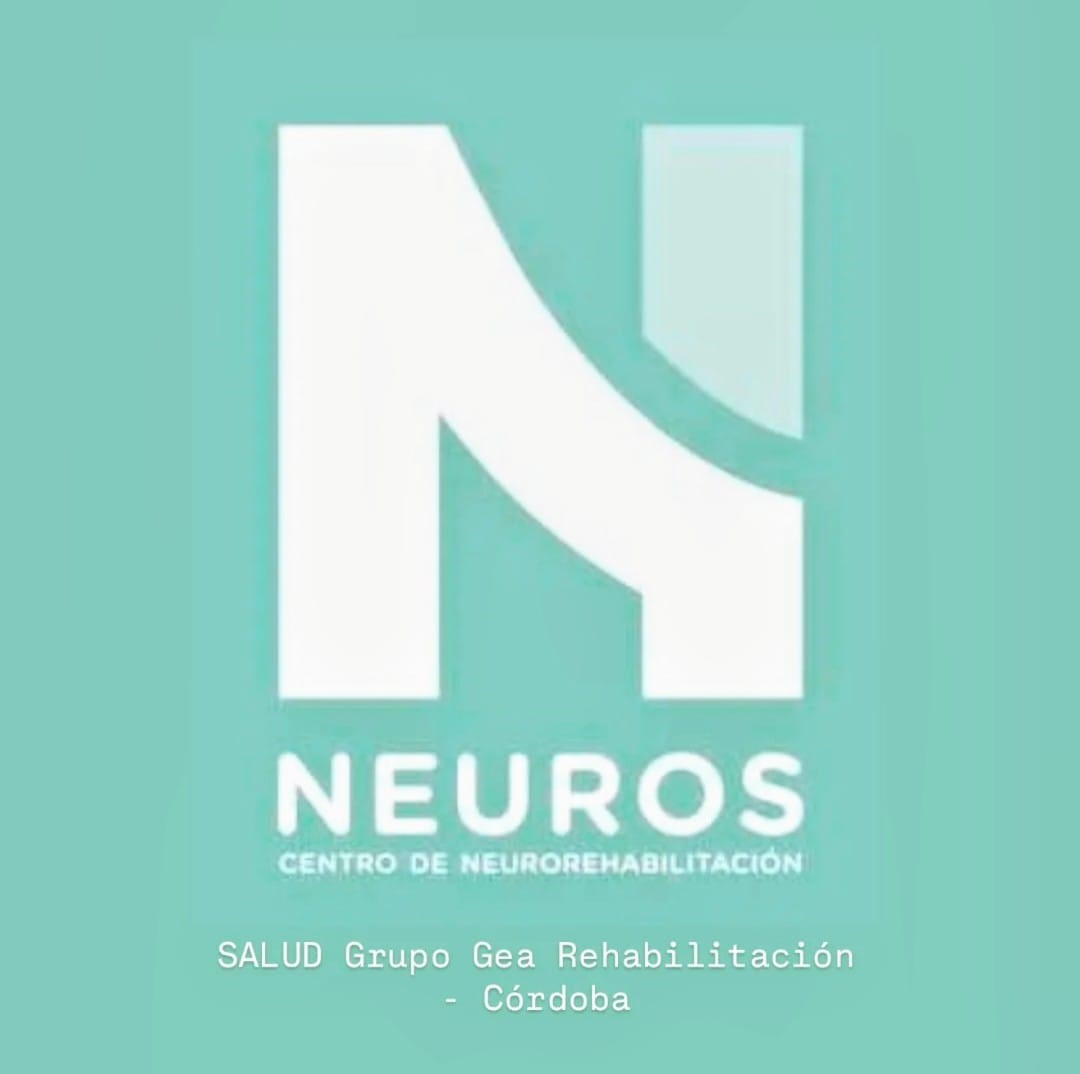 NEUROS
CENTRO DE NEUROREHABILITACIÓN
SALUD Grupo Gea Rehabilitación
- Córdoba